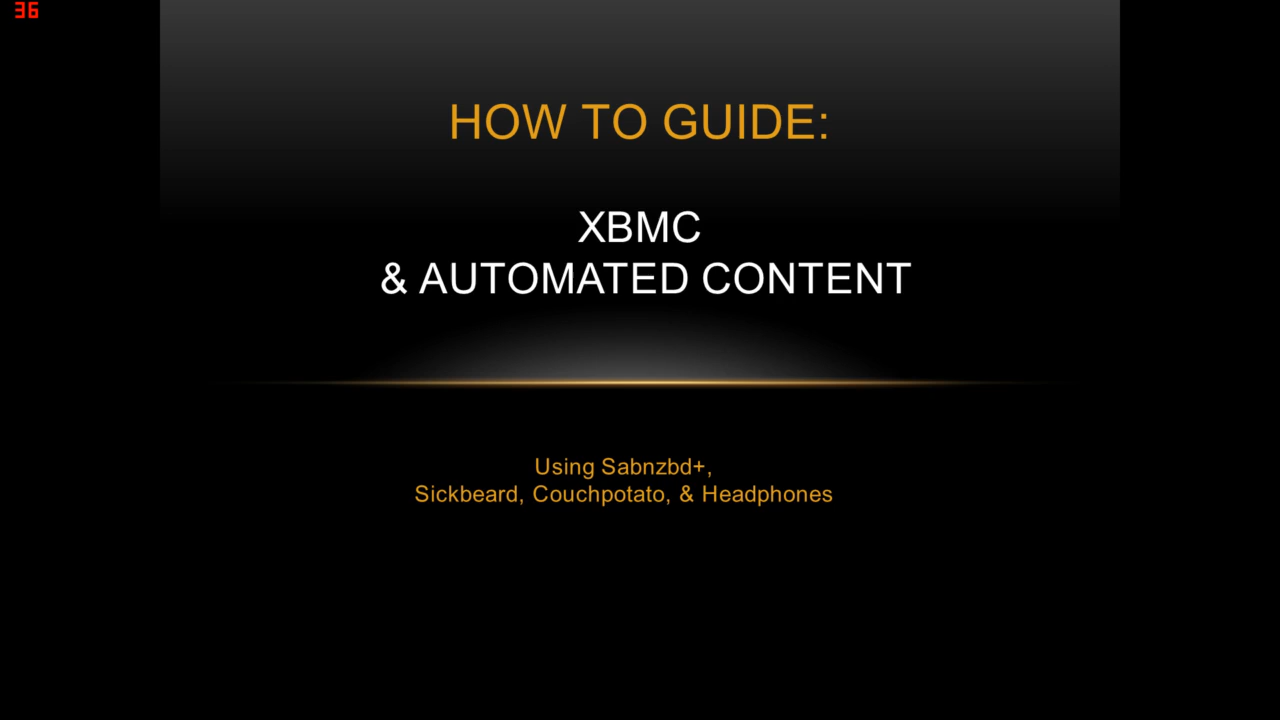 36
HOW TO GUIDE:
XBMC
& AUTOMATED CONTENT
Using Sabnzbd+,
Sickbeard, Couchpotato, & Headphones